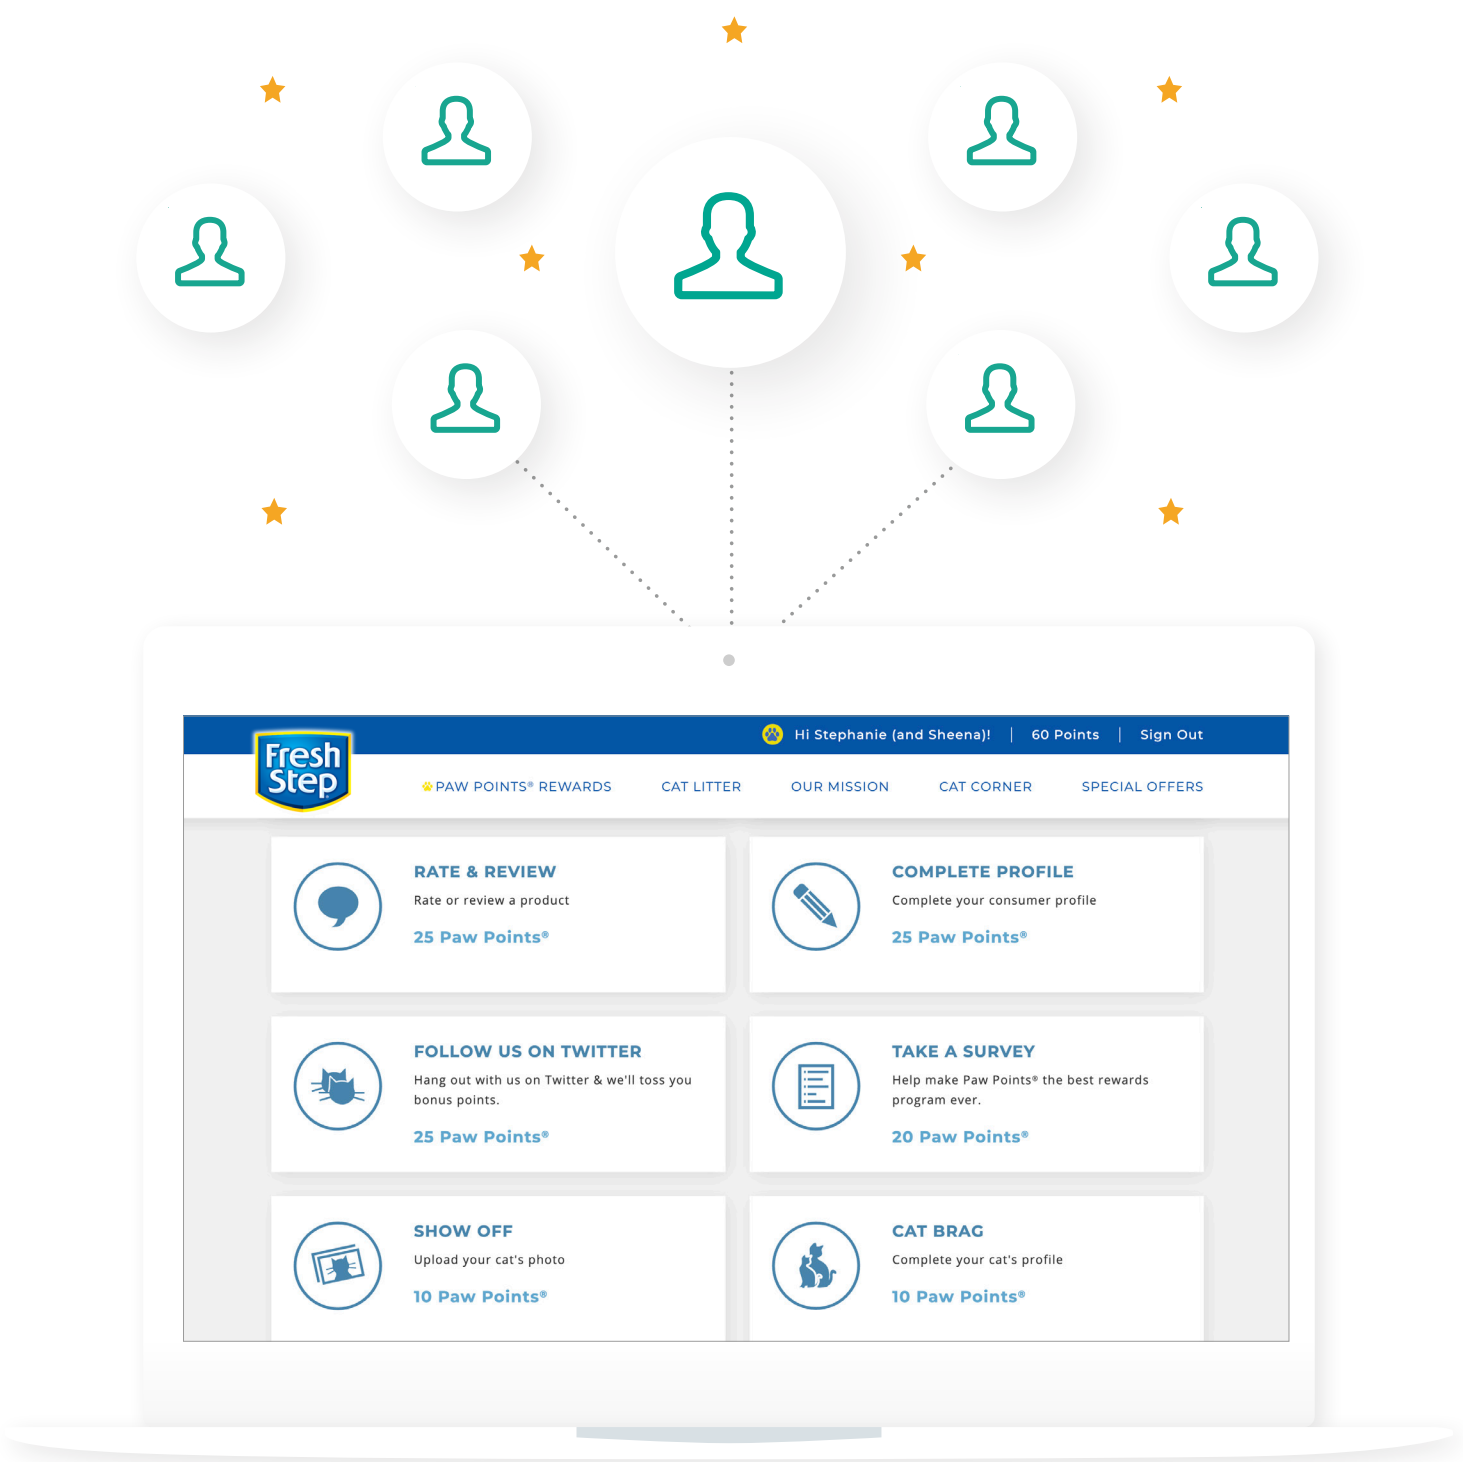 Hi Stephanie (and Sheena)!
60 Points
Sign Out
Fresh
Step®
PAW POINTS® REWARDS
CAT LITTER
OUR MISSION
CAT CORNER
SPECIAL OFFERS
RATE & REVIEW
Rate or review a product
25 Paw Points®
COMPLETE PROFILE
Complete your consumer profile
25 Paw Points®
FOLLOW US ON TWITTER
Hang out with us on Twitter & we'll toss you
bonus points.
25 Paw Points®
TAKE A SURVEY
Help make Paw Points® the best rewards
program ever.
20 Paw Points®
SHOW OFF
Upload your cat's photo
10 Paw Points®
CAT BRAG
Complete your cat's profile
10 Paw Points®